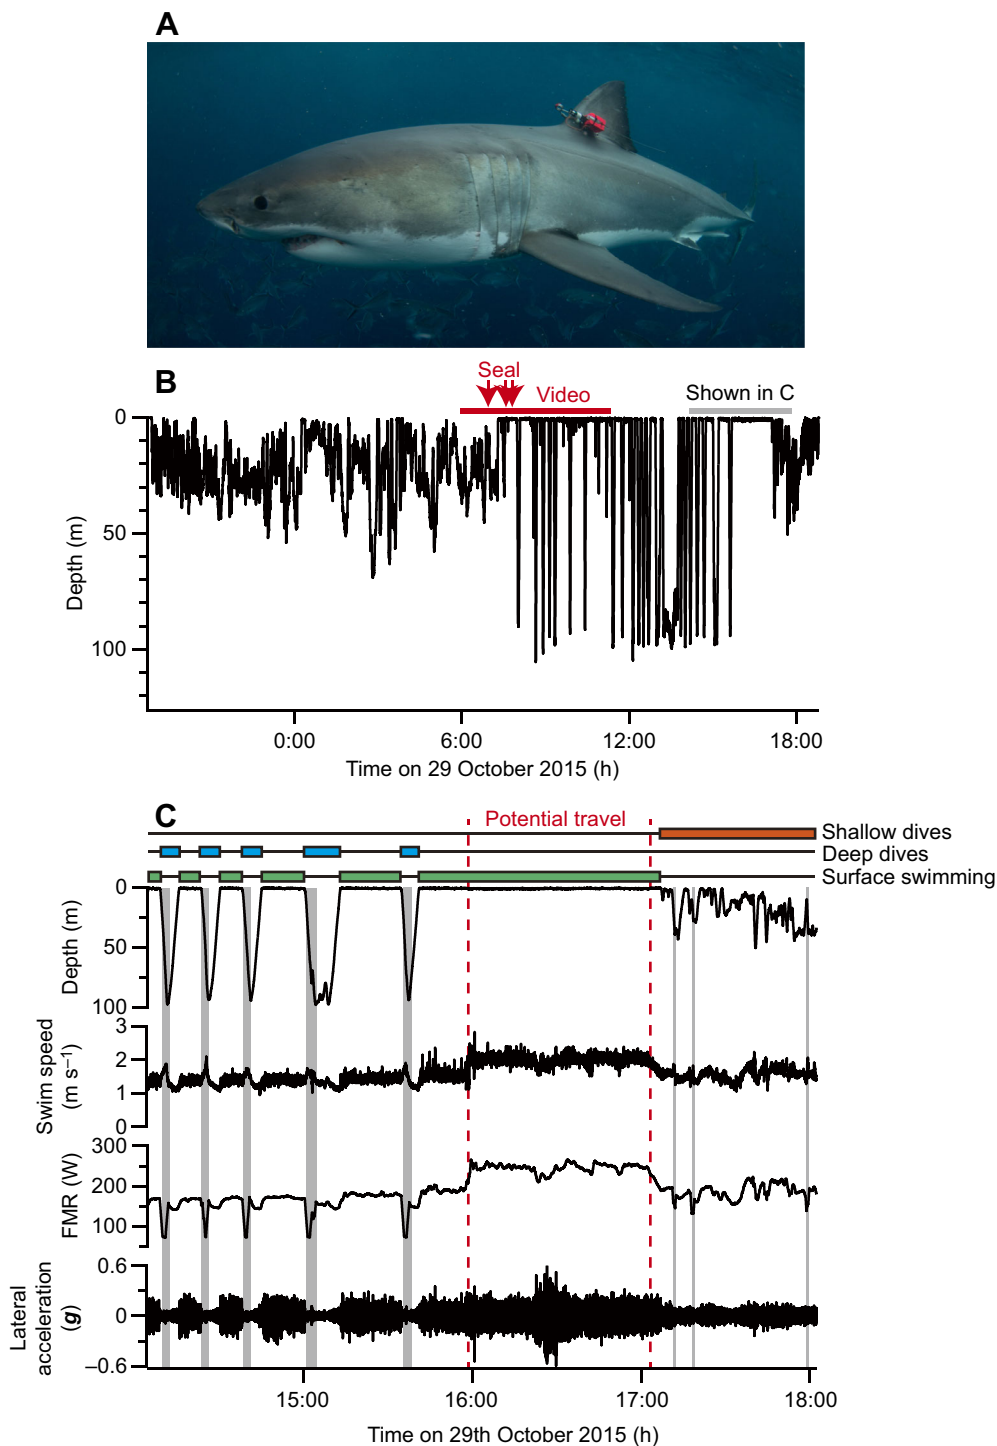 A
B
Seal
Video
Shown in C
0
50
100
Depth (m)
0:00
6:00
12:00
18:00
Time on 29 October 2015 (h)
C
Potential travel
Shallow dives
Deep dives
Surface swimming
0
50
100
Depth (m)
3
2
1
0
Swim speed
(m s−1)
300
200
100
FMR (W)
0.6
0
−0.6
Lateral
acceleration
(g)
15:00
16:00
17:00
18:00
Time on 29th October 2015 (h)